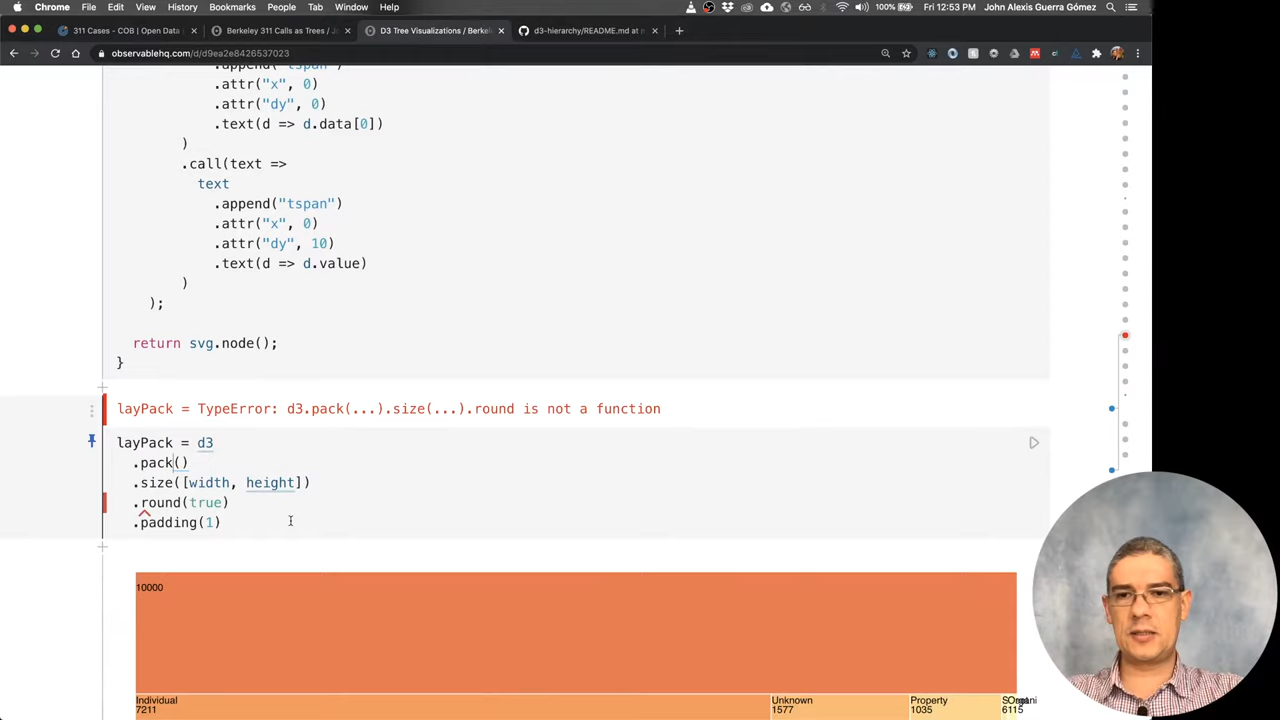 Chrome File Edit View History Bookmarks People Tab Window Help 100% Fri 12:53 PM John Alexis Guerra Gómez
311 Cases - COB | Open Data
Berkeley 311 Calls as Trees / J
D3 Tree Visualizations / Berkel
d3-hierarchy/README.md at
observablehq.com/d/d9ea2e8426537023
.append("tspan")
.attr("x", 0)
.attr("dy", 0)
.text(d => d.data[0])
)
.call(text =>
text
.append("tspan")
.attr("x", 0)
.attr("dy", 10)
.text(d => d.value)
)
);
return svg.node();
}
layPack = TypeError: d3.pack(...).size(...).round is not a function
layPack = d3
.pack()
.size([width, height])
.round(true)
.padding(1)
10000
Individual
7211
Unknown
1577
Property
1035